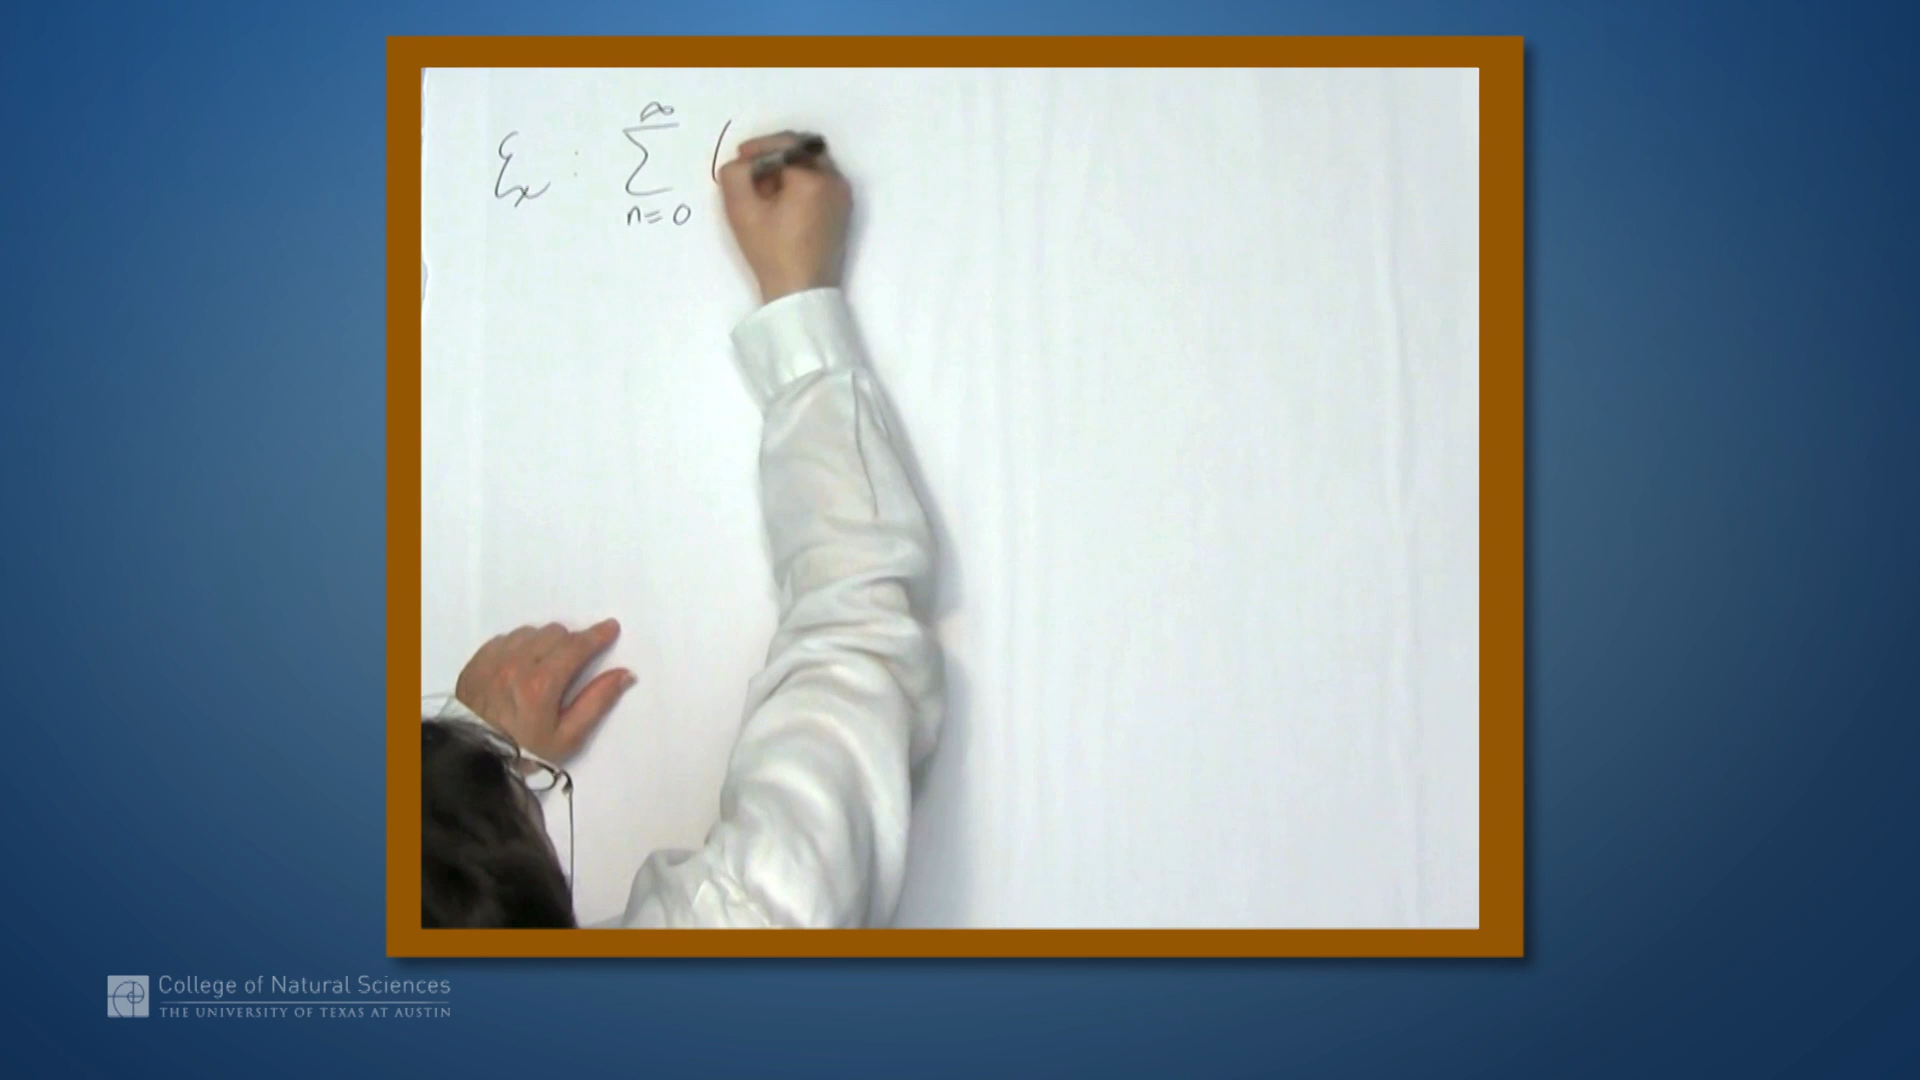 ∞
Ex : ∑ (
n=0
College of Natural Sciences
THE UNIVERSITY OF TEXAS AT AUSTIN